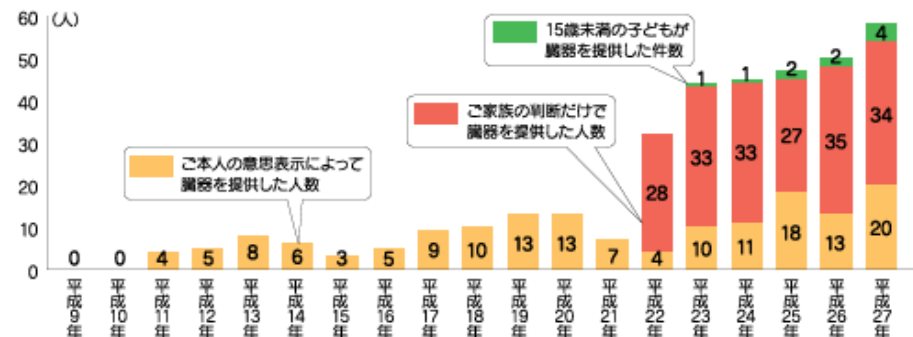 60 (人)
50
40
30
20
10
0
15歳未満の子どもが
臓器を提供した件数
ご家族の判断だけで
臓器を提供した人数
ご本人の意思表示によって
臓器を提供した人数
1 1 2 2 4
33 33 27 35 34
28
0 0 4 5 8 6 3 5 9 10 13 13 7 4 10 11 18 13 20
平成9年
平成10年
平成11年
平成12年
平成13年
平成14年
平成15年
平成16年
平成17年
平成18年
平成19年
平成20年
平成21年
平成22年
平成23年
平成24年
平成25年
平成26年
平成27年